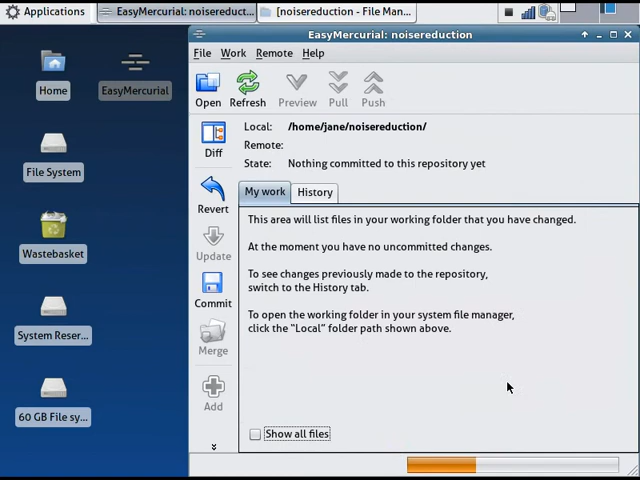 Applications
EasyMercurial: noisereduct...
[noisereduction - File Man...
EasyMercurial: noisereduction
File Work Remote Help
Open Refresh Preview Pull Push
Home
EasyMercurial
File System
Wastebasket
System Reser...
60 GB File sy...
Diff
Revert
Update
Commit
Merge
Add
Local: /home/jane/noisereduction/
Remote:
State: Nothing committed to this repository yet
My work History
This area will list files in your working folder that you have changed.
At the moment you have no uncommitted changes.
To see changes previously made to the repository,
switch to the History tab.
To open the working folder in your system file manager,
click the “Local” folder path shown above.
Show all files